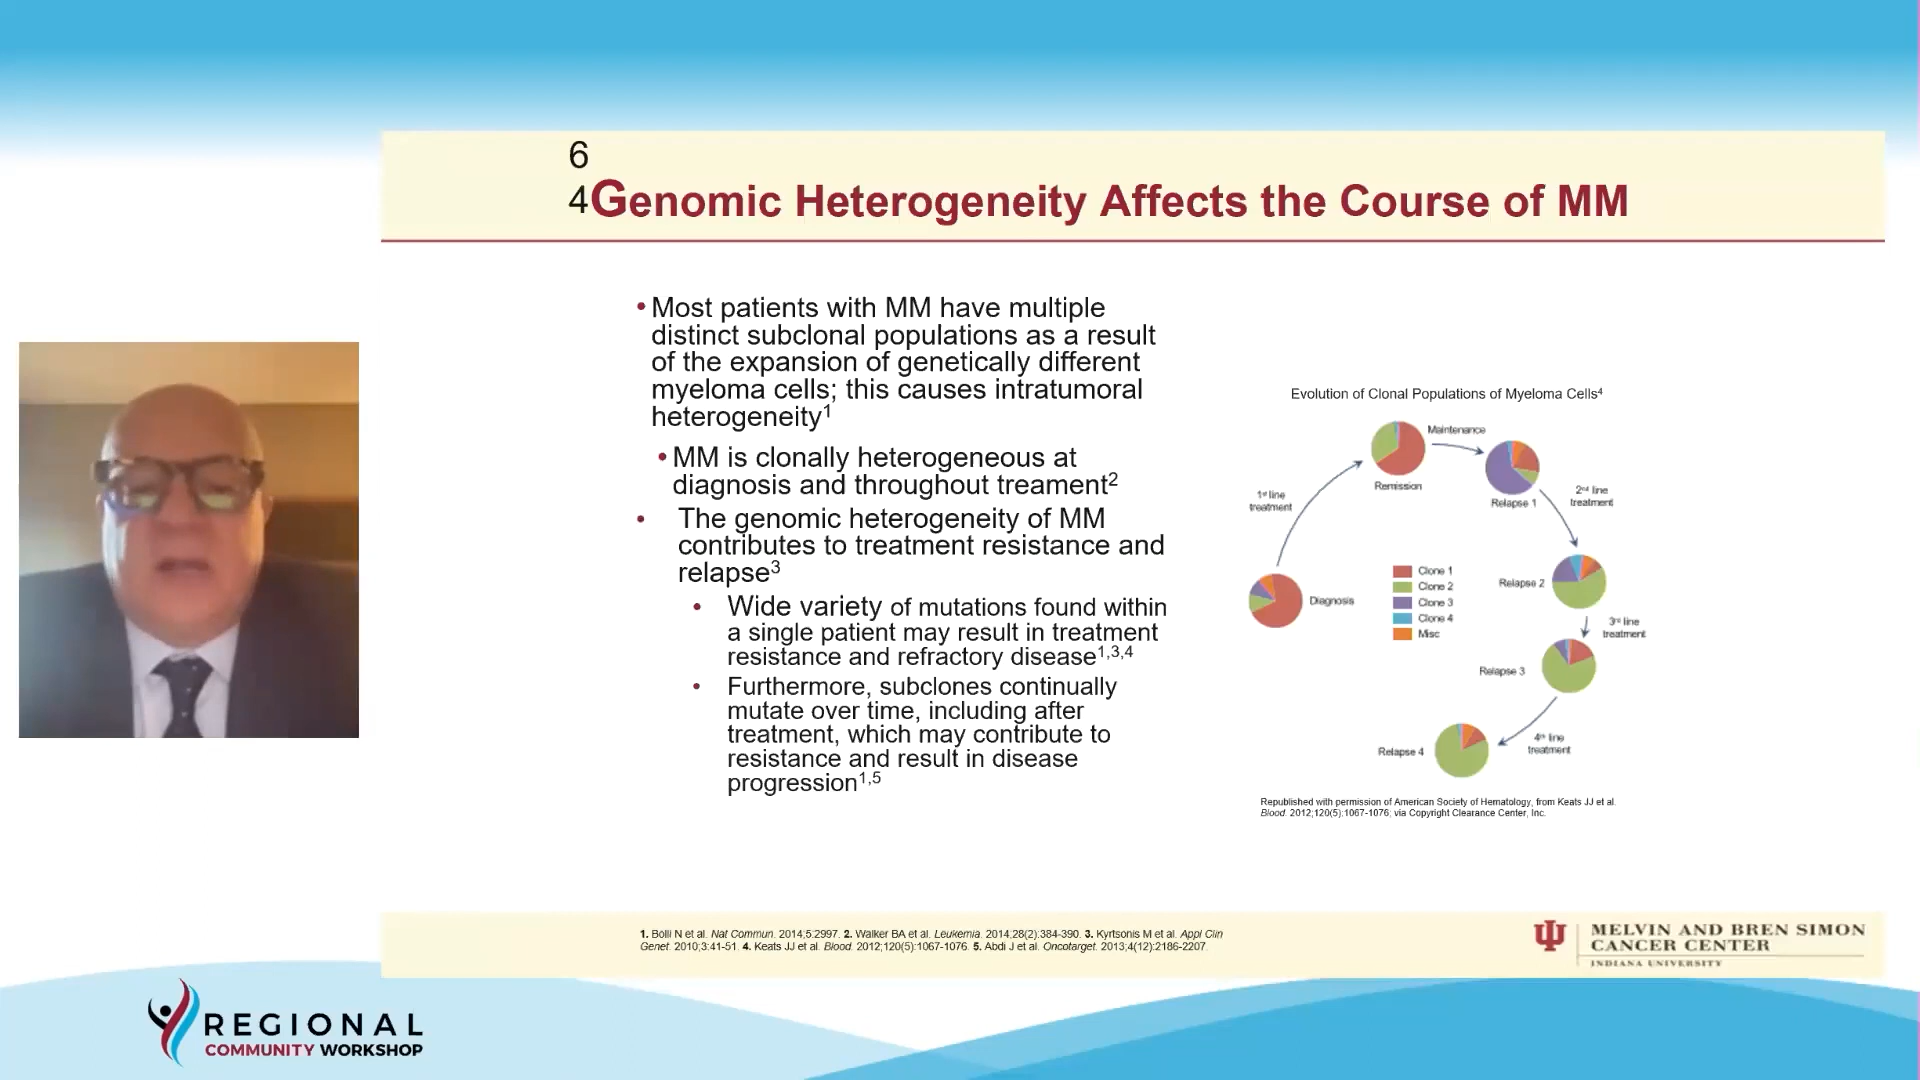 6
4Genomic Heterogeneity Affects the Course of MM
• Most patients with MM have multiple
distinct subclonal populations as a result
of the expansion of genetically different
myeloma cells; this causes intratumoral
heterogeneity1
• MM is clonally heterogeneous at
diagnosis and throughout treament2
• The genomic heterogeneity of MM
contributes to treatment resistance and
relapse3
• Wide variety of mutations found within
a single patient may result in treatment
resistance and refractory disease1,3,4
• Furthermore, subclones continually
mutate over time, including after
treatment, which may contribute to
resistance and result in disease
progression1,5
Evolution of Clonal Populations of Myeloma Cells4
Maintenance
Remission
1st line
treatment
Relapse 1
2nd line
treatment
Clone 1
Clone 2
Clone 3
Clone 4
Misc
Diagnosis
Relapse 2
3rd line
treatment
Relapse 3
4th line
treatment
Relapse 4
Republished with permission of American Society of Hematology, from Keats JJ et al.
Blood. 2012;120(5):1067-1076; via Copyright Clearance Center, Inc.
1. Bolli N et al. Nat Commun. 2014;5:2997. 2. Walker BA et al. Leukemia. 2014;28(2):384-390. 3. Kyrtsonis M et al. Appl Clin
Genet. 2010;3:41-51. 4. Keats JJ et al. Blood. 2012;120(5):1067-1076. 5. Abdi J et al. Oncotarget. 2013;4(12):2186-2207.
MELVIN AND BREN SIMON
CANCER CENTER
INDIANA UNIVERSITY
REGIONAL
COMMUNITY WORKSHOP